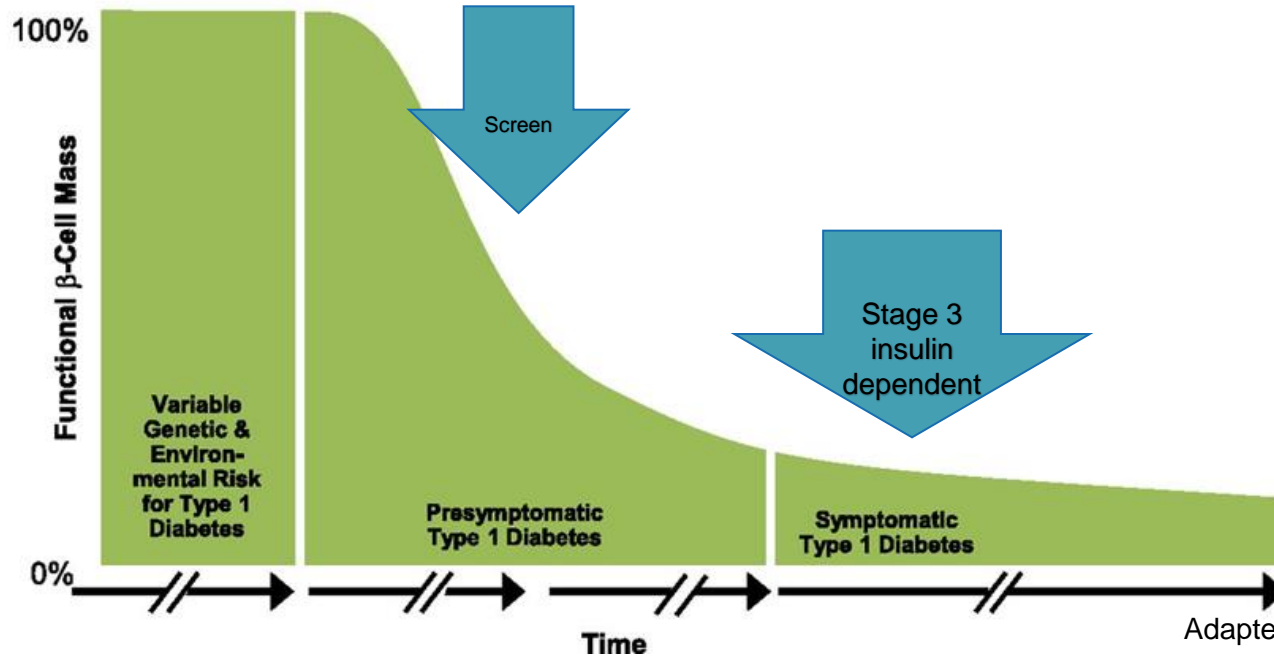 100%
Screen
Functional β-Cell Mass
Stage 3
insulin
dependent
Variable
Genetic &
Environ-
mental Risk
for Type 1
Diabetes
Presymptomatic
Type 1 Diabetes
Symptomatic
Type 1 Diabetes
0%
Time
Adapte